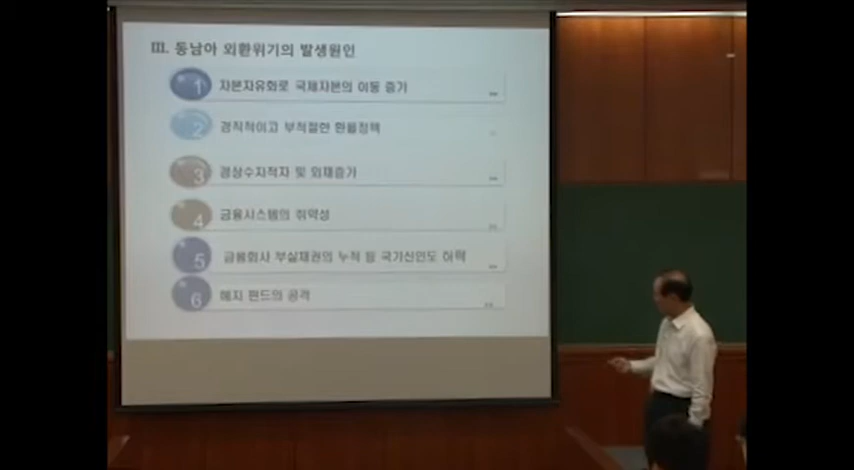 III. 동남아 외환위기의 발생원인
1 자본자유화로 국제자본의 이동 증가
2 경직적이고 부적절한 환율정책
3 경상수지적자 및 외채증가
4 금융시스템의 취약성
5 금융회사 부실채권의 누적 등 국가신인도 하락
6 헤지 펀드의 공격